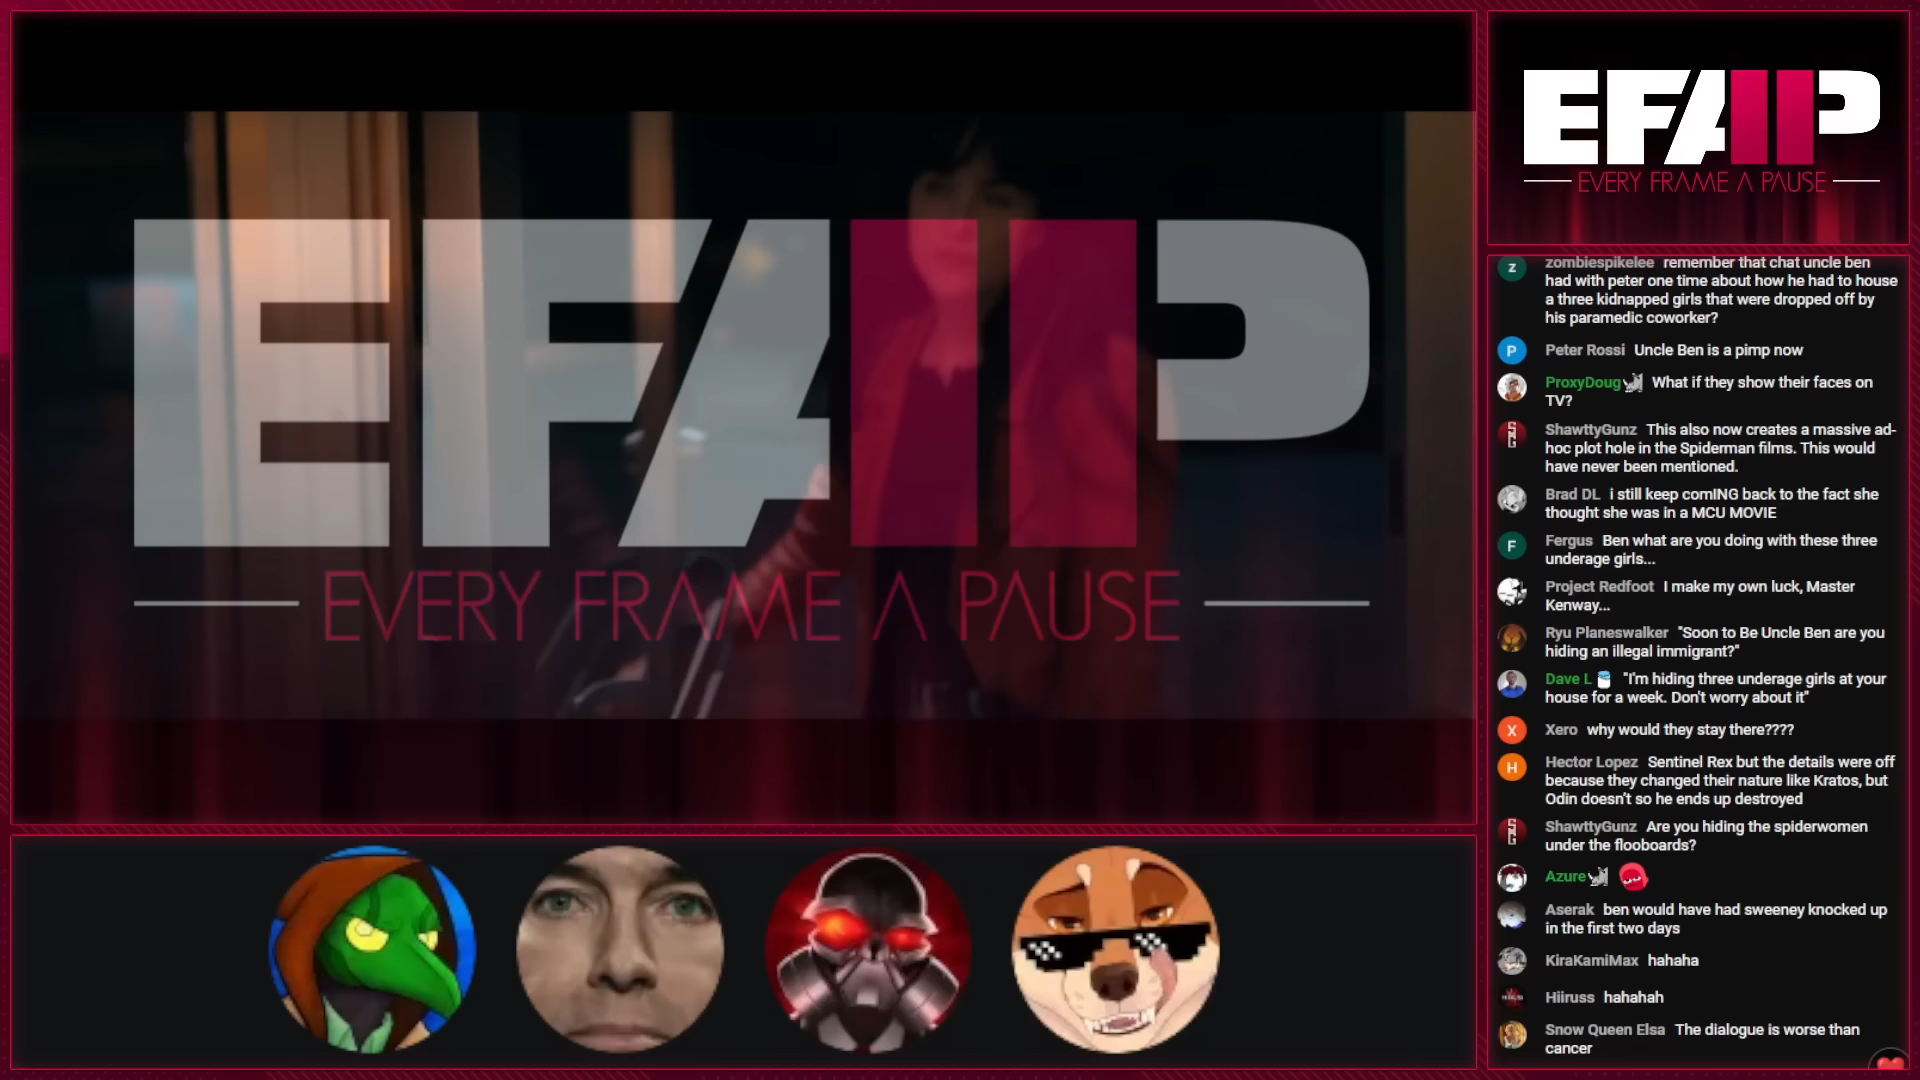 EFAP
EVERY FRAME A PAUSE
EFAP
EVERY FRAME A PAUSE
Z
zombiespikelee remember that chat uncle ben
had with peter one time about how he had to house
a three kidnapped girls that were dropped off by
his paramedic coworker?
P
Peter Rossi Uncle Ben is a pimp now
ProxyDoug What if they show their faces on
TV?
ShawttyGunz This also now creates a massive ad-
hoc plot hole in the Spiderman films. This would
have never been mentioned.
Brad DL i still keep comING back to the fact she
thought she was in a MCU MOVIE
F
Fergus Ben what are you doing with these three
underage girls...
Project Redfoot I make my own luck, Master
Kenway...
Ryu Planeswalker "Soon to Be Uncle Ben are you
hiding an illegal immigrant?"
Dave L "I'm hiding three underage girls at your
house for a week. Don't worry about it"
X
Xero why would they stay there????
H
Hector Lopez Sentinel Rex but the details were off
because they changed their nature like Kratos, but
Odin doesn't so he ends up destroyed
ShawttyGunz Are you hiding the spiderwomen
under the flooboards?
Azure
Aserak ben would have had sweeney knocked up
in the first two days
KiraKamiMax hahaha
Hiiruss hahahah
Snow Queen Elsa The dialogue is worse than
cancer